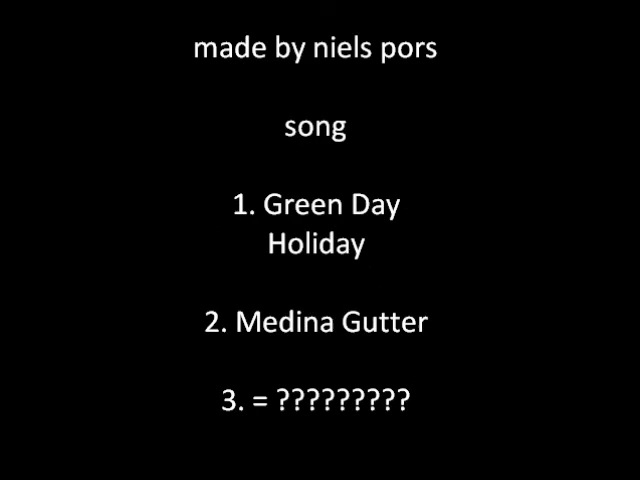 made by niels pors
song
1. Green Day
Holiday
2. Medina Gutter
3. = ?????????